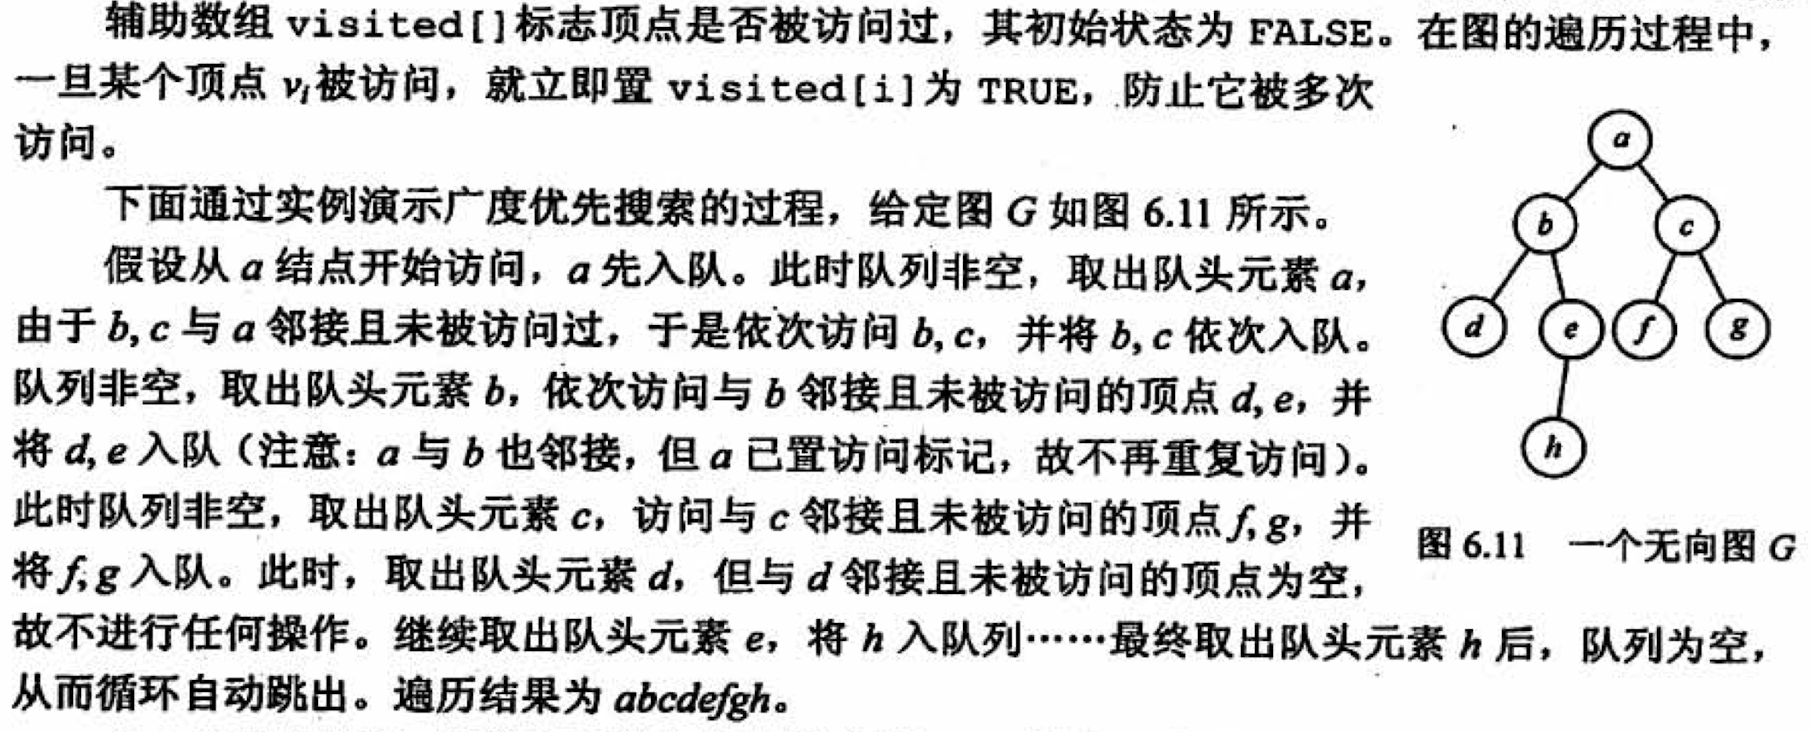 辅助数组 visited[]标志顶点是否被访问过，其初始状态为 FALSE。在图的遍历过程中，
一旦某个顶点 vi被访问，就立即置 visited[i]为 TRUE，防止它被多次
访问。
下面通过实例演示广度优先搜索的过程，给定图 G 如图 6.11 所示。
假设从 a 结点开始访问，a 先入队。此时队列非空，取出队头元素 a，
由于 b, c 与 a 邻接且未被访问过，于是依次访问 b, c，并将 b, c 依次入队。
队列非空，取出队头元素 b，依次访问与 b 邻接且未被访问的顶点 d, e，并
将 d, e 入队（注意：a 与 b 也邻接，但 a 已置访问标记，故不再重复访问）。
此时队列非空，取出队头元素 c，访问与 c 邻接且未被访问的顶点 f, g，并
将 f, g 入队。此时，取出队头元素 d，但与 d 邻接且未被访问的顶点为空，
故不进行任何操作。继续取出队头元素 e，将 h 入队列……最终取出队头元素 h 后，队列为空，
从而循环自动跳出。遍历结果为 abcdefgh。
a
b c
d e f g
h
图 6.11 一个无向图 G